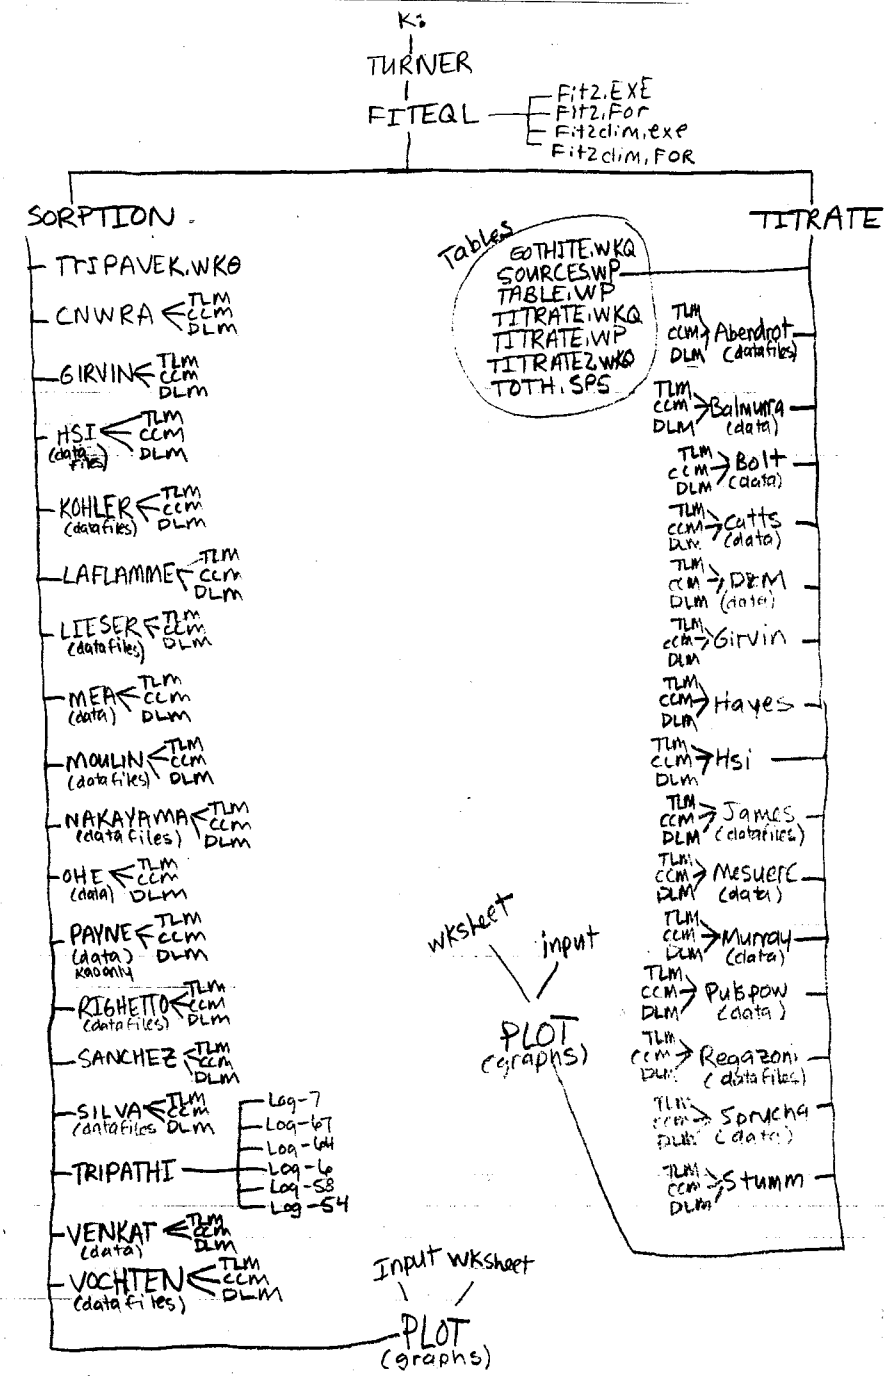 K:
TURNER
FITEQL
Fit2.EXE
Fit2.For
Fit2dim.exe
Fit2dim.FOR
SORPTION
TRIPAVEK.WKQ
CNWRA
TLM
CCM
DLM
GIRVIN
TLM
CCM
DLM
HSI
(data files)
TLM
CCM
DLM
KOHLER
(datafiles)
TLM
CCM
DLM
LAFLAMME
TLM
CCM
DLM
LIESER
(datafiles)
TLM
CCM
DLM
MEA
(data)
TLM
CCM
DLM
MOULIN
(datafiles)
TLM
CCM
DLM
NAKAYAMA
(datafiles)
TLM
CCM
DLM
OHE
(data)
TLM
CCM
DLM
PAYNE
(data)
TLM
CCM
DLM
RIGHETTO
(datafiles)
TLM
CCM
DLM
SANCHEZ
TLM
CCM
DLM
SILVA
(datafiles
TLM
CCM
DLM
TRIPATHI
Log-7
Log-67
Log-64
Log-6
Log-58
Log-54
VENKAT
(data)
TLM
CCM
DLM
VOCHTEN
(datafiles)
TLM
CCM
DLM
Input
wksheet
PLOT
(graphs)
Tables
GOTHITE.WKQ
SOURCES.WP
TABLE.WP
TITRATE.WKQ
TITRATE.WP
TITRATE2.WKQ
TOTH.SPS
wksheet
input
PLOT
(graphs)
TITRATE
TLM
CCM
DLM
Abendrot
(datafiles)
TLM
CCM
DLM
Balmurra
(data)
TLM
CCM
DLM
Bolt
(data)
TLM
CCM
DLM
Catts
(data)
TLM
CCM
DLM
D&M
(data)
TLM
CCM
DLM
Girvin
TLM
CCM
DLM
Hayes
TLM
CCM
DLM
Hsi
TLM
CCM
DLM
James
(datafiles)
TLM
CCM
DLM
(data)
TLM
CCM
DLM
Murray
(data)
TLM
CCM
DLM
Pulspow
(data)
TLM
CCM
DLM
Regazoni
(datafiles)
TLM
CCM
DLM
Sprucha
(data)
TLM
CCM
DLM
Stumm